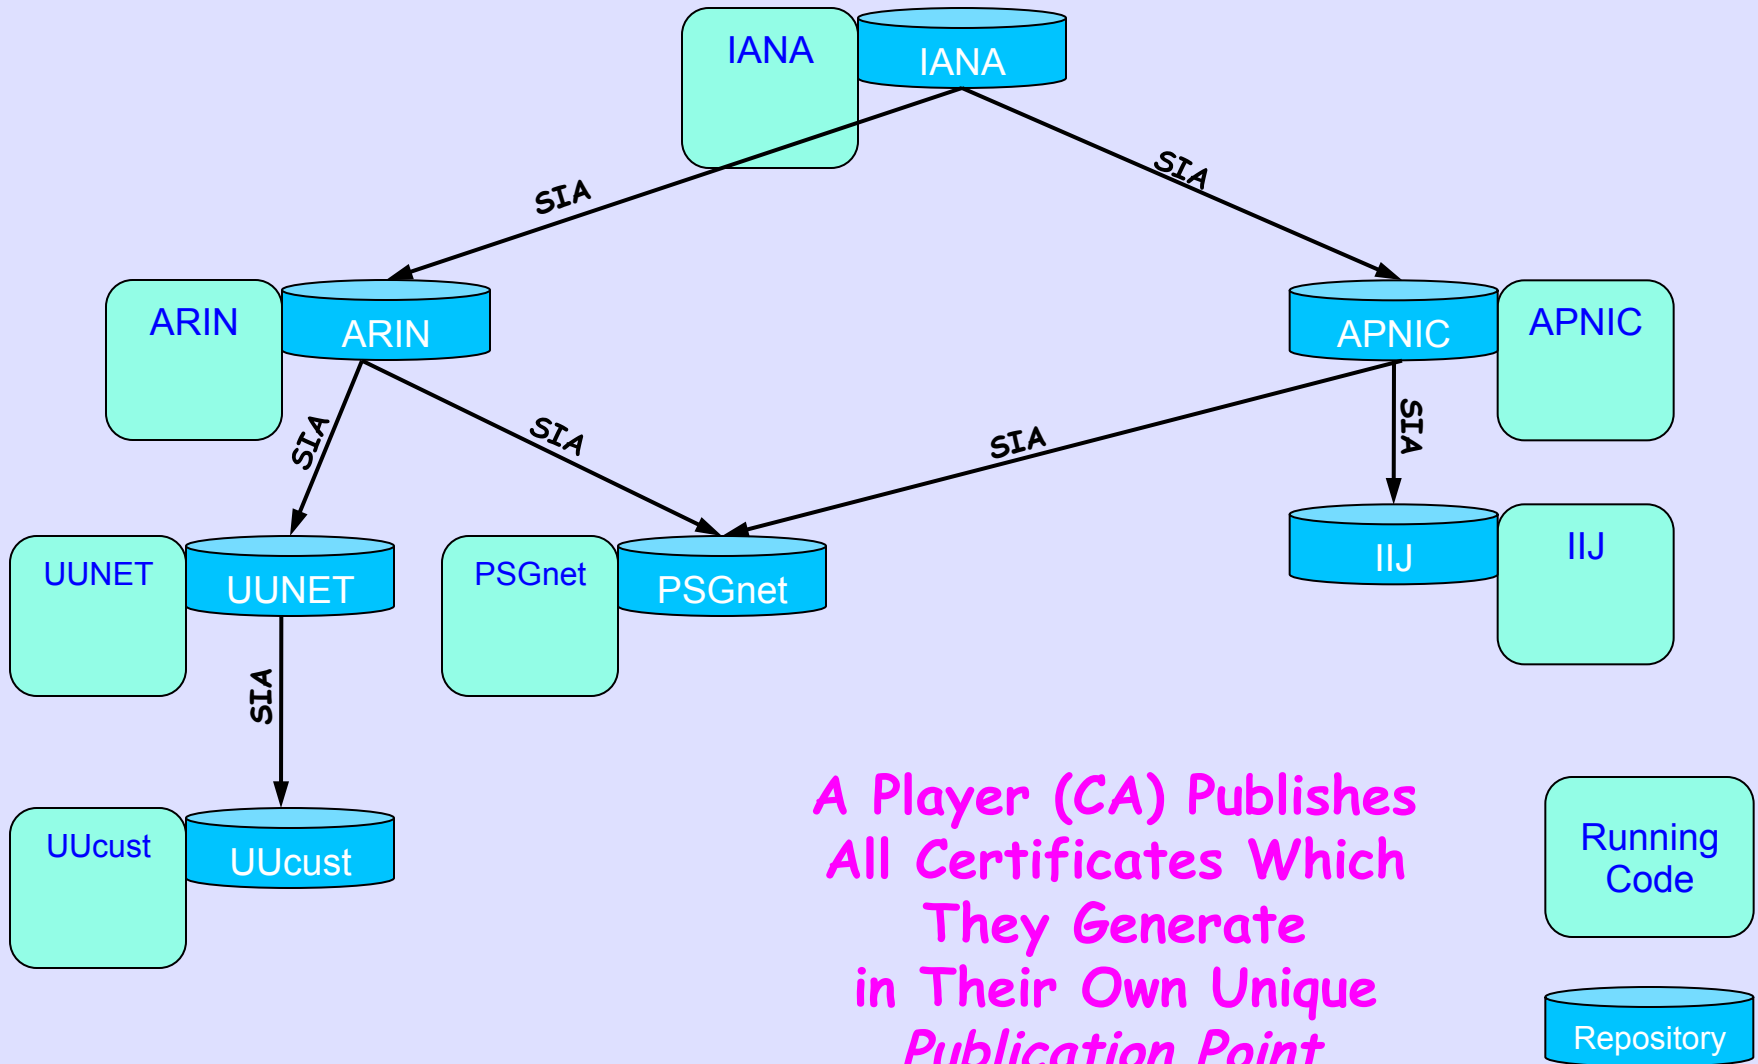 IANA
IANA
SIA
SIA
ARIN
ARIN
APNIC
APNIC
SIA
SIA
SIA
SIA
UUNET
UUNET
PSGnet
PSGnet
IIJ
IIJ
SIA
UUcust
UUcust
A Player (CA) Publishes
All Certificates Which
They Generate
in Their Own Unique
Publication Point
Running
Code
Repository